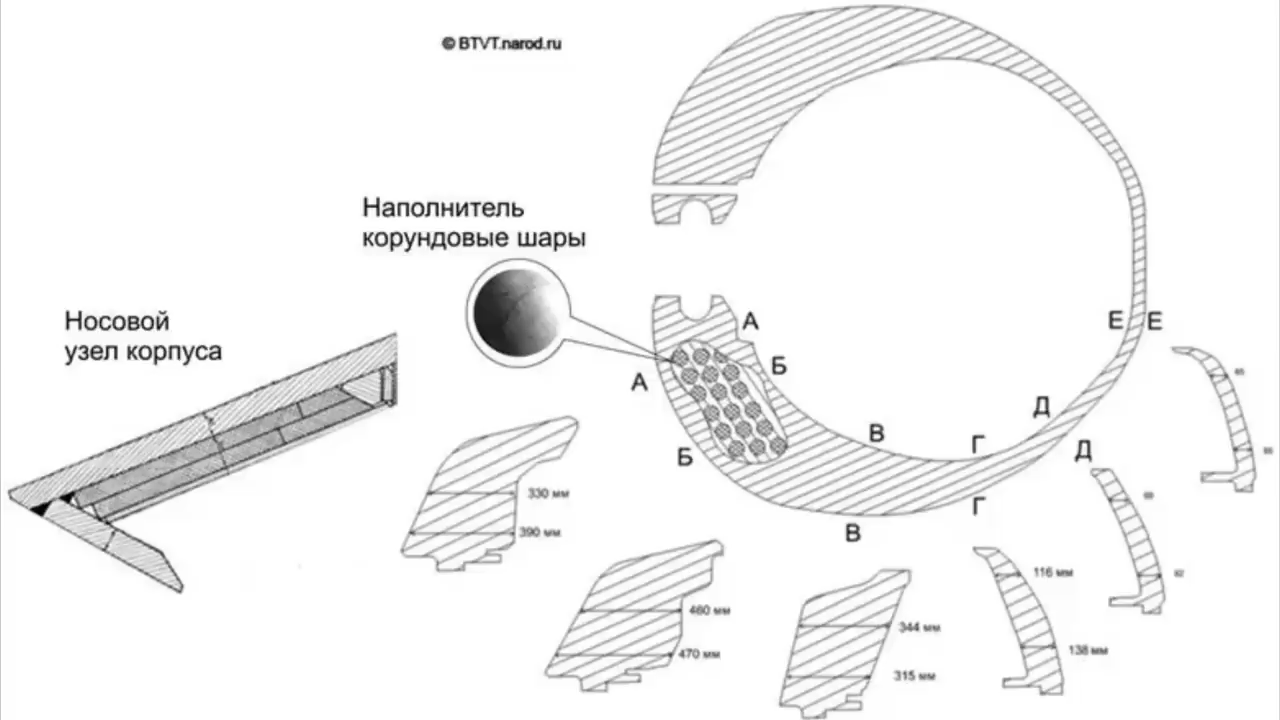 © BTVT.narod.ru
Наполнитель
корундовые шары
Носовой
узел корпуса
А
Б
А
Б
В
В
Г
Г
Д
Д
Е Е
330 мм
390 мм
460 мм
470 мм
344 мм
315 мм
116 мм
138 мм